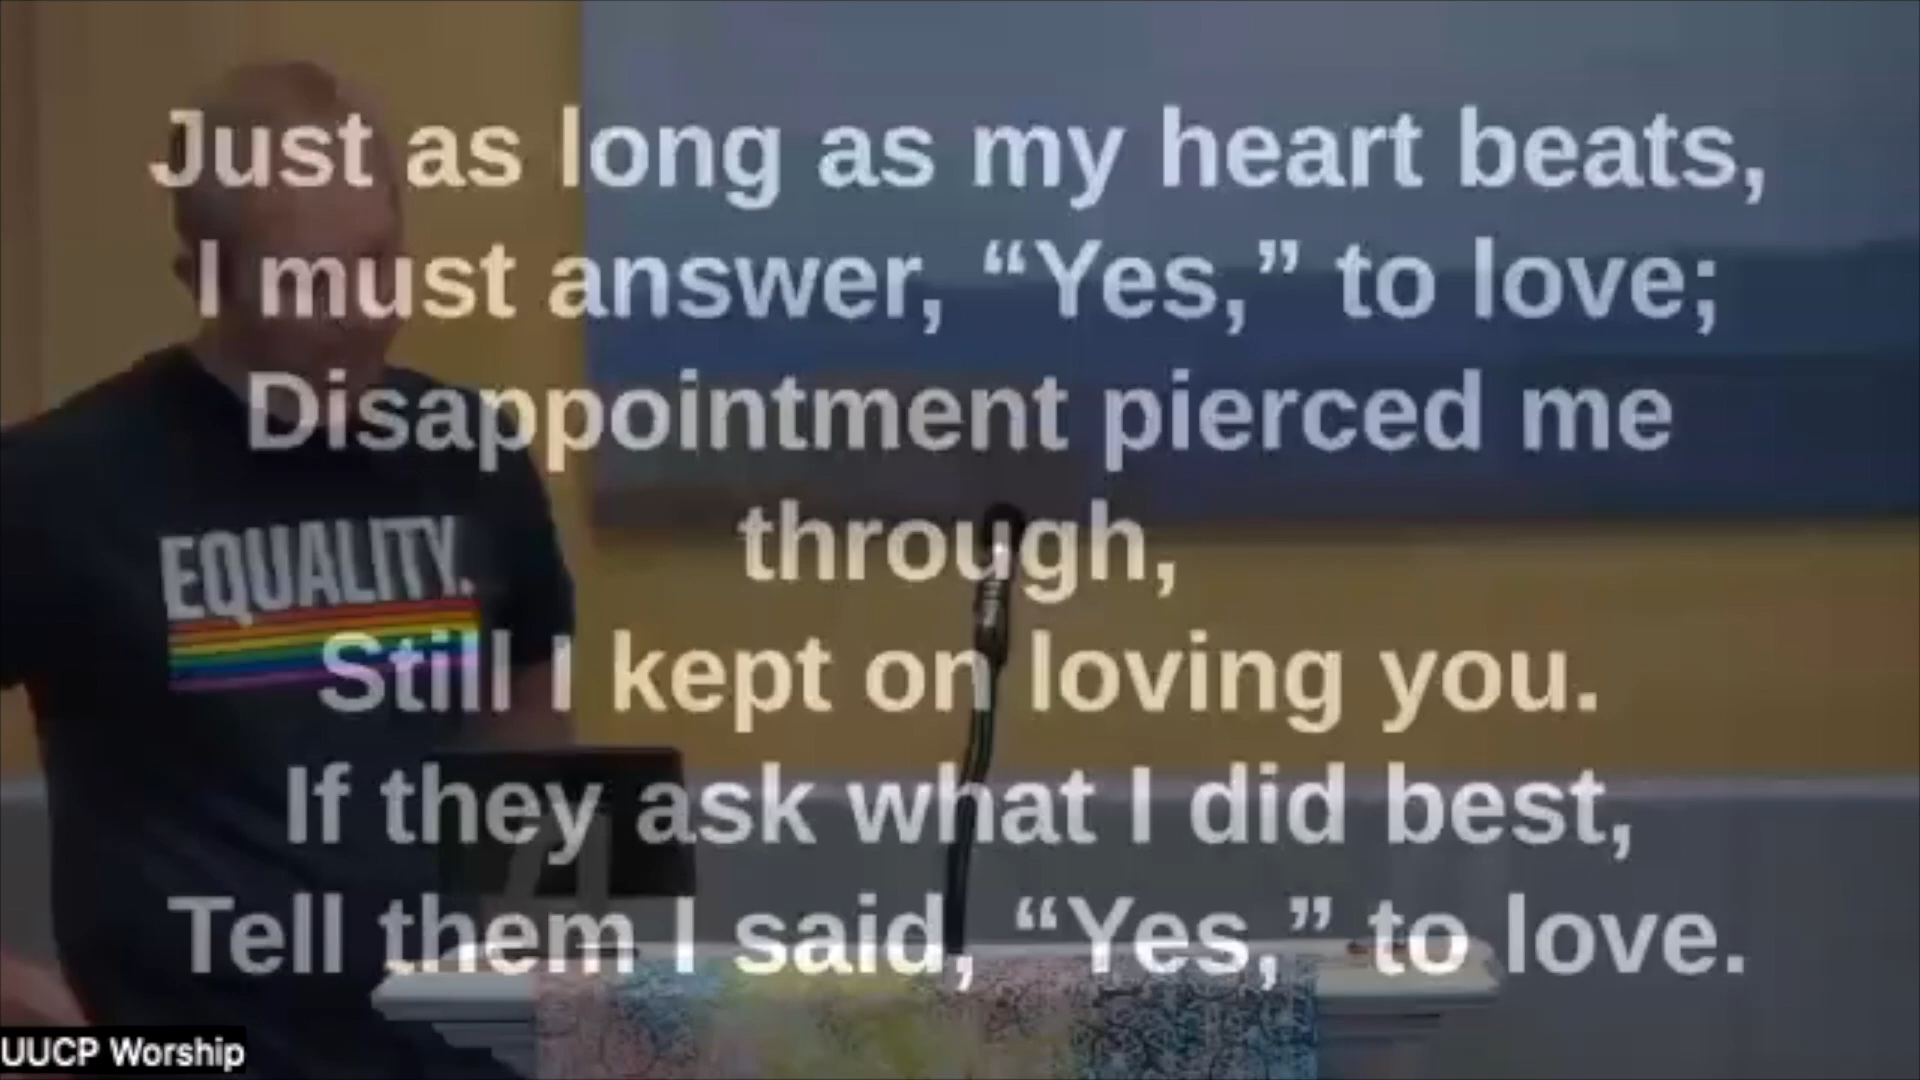 Just as long as my heart beats,
I must answer, “Yes,” to love;
Disappointment pierced me
through,
Still I kept on loving you.
If they ask what I did best,
Tell them I said, “Yes,” to love.
EQUALITY.
UUCP Worship